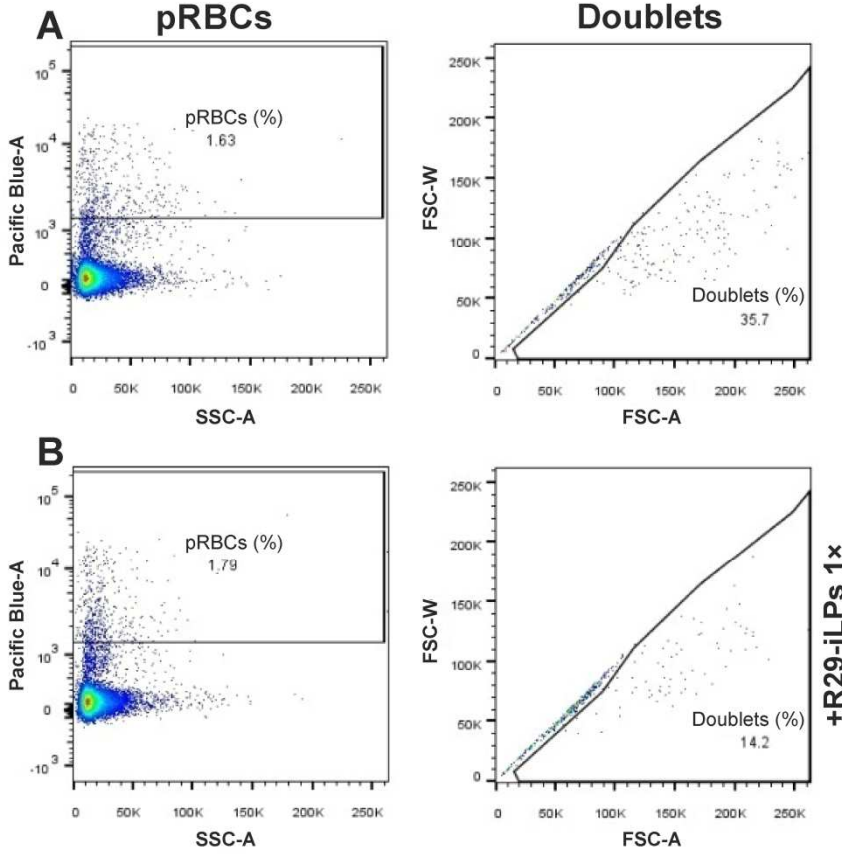 A
pRBCs
Doublets
Pacific Blue-A
10 5
10 4
10 3
0
-10 3
pRBCs (%)
1.63
0 50K 100K 150K 200K 250K
SSC-A
FSC-W
250K
200K
150K
100K
50K
0
Doublets (%)
35.7
0 50K 100K 150K 200K 250K
FSC-A
B
Pacific Blue-A
10 5
10 4
10 3
0
-10 3
pRBCs (%)
1.79
0 50K 100K 150K 200K 250K
SSC-A
FSC-W
250K
200K
150K
100K
50K
0
Doublets (%)
14.2
0 50K 100K 150K 200K 250K
FSC-A
+R29-iLPs 1×